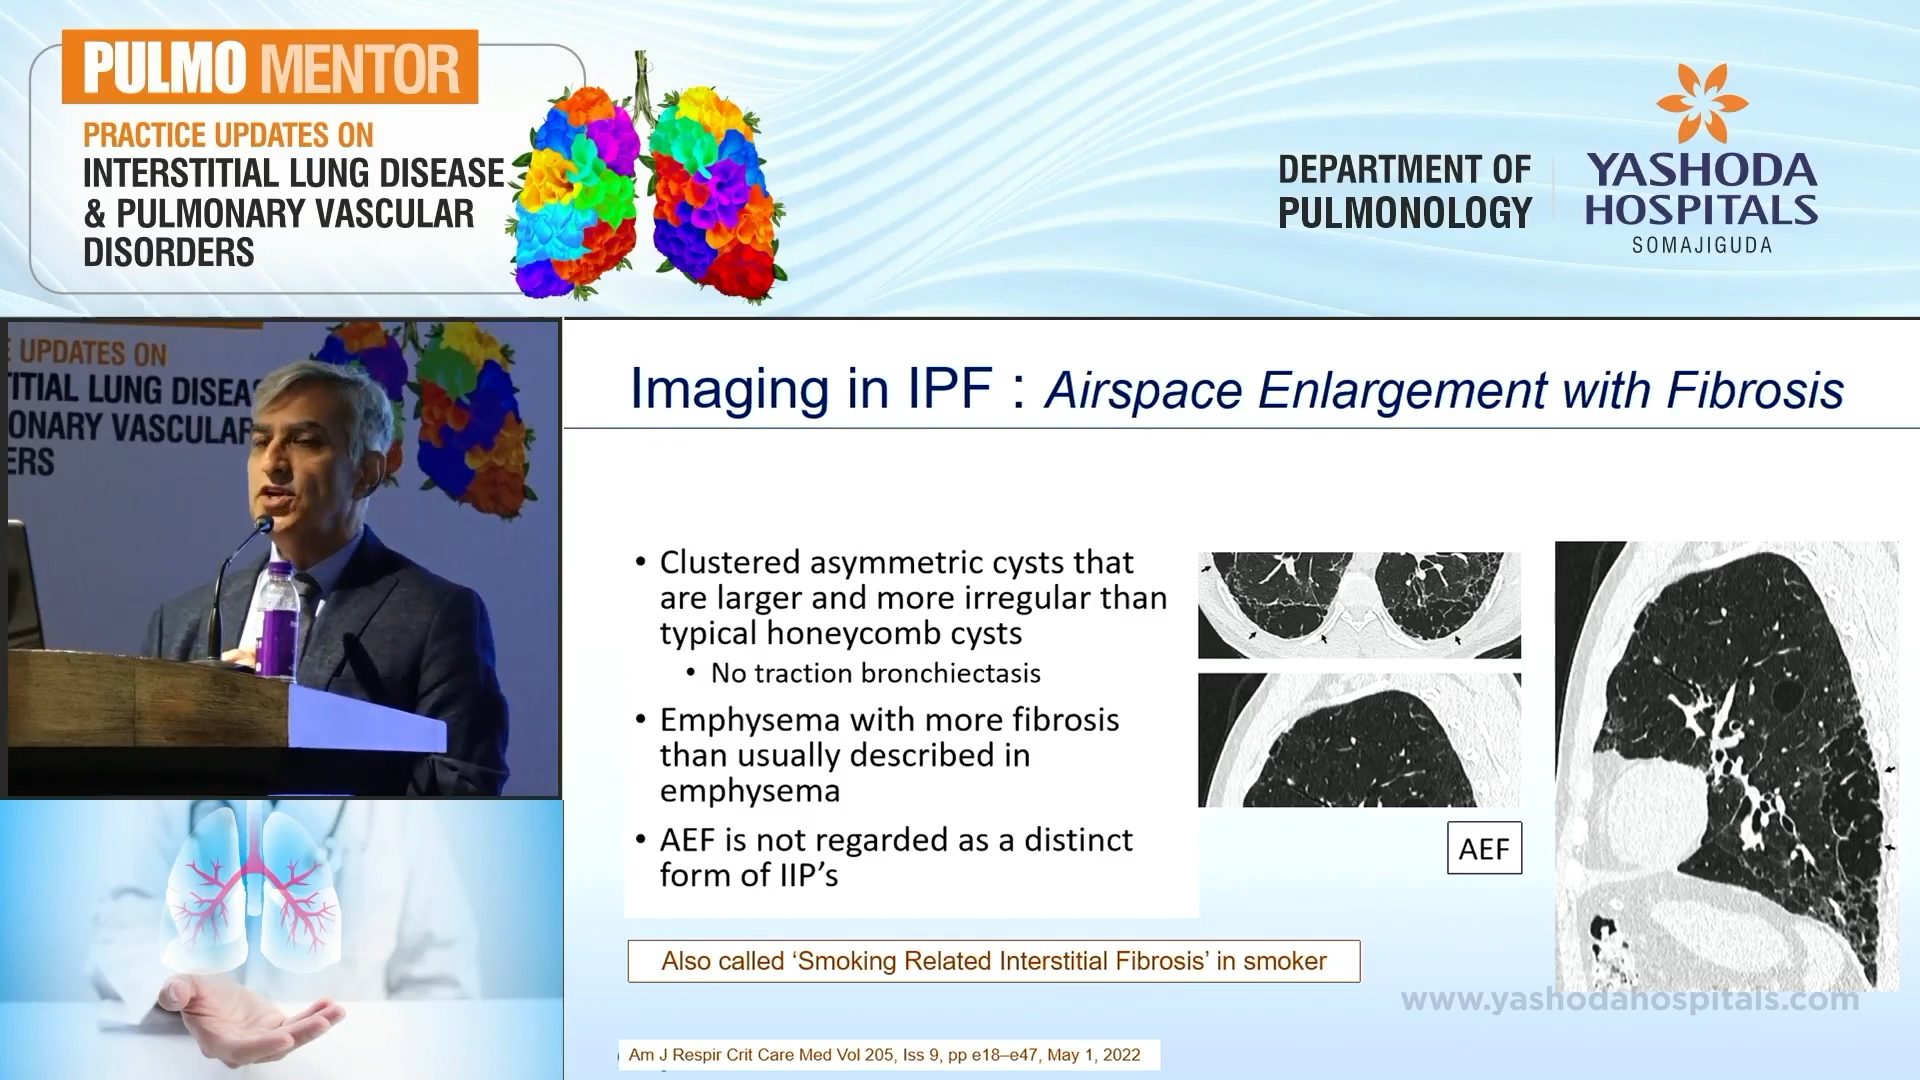 PULMO MENTOR
PRACTICE UPDATES ON
INTERSTITIAL LUNG DISEASE
& PULMONARY VASCULAR
DISORDERS
DEPARTMENT OF
PULMONOLOGY
YASHODA
HOSPITALS
SOMAJIGUDA
UPDATES ON
TITIAL LUNG DISEA
ONARY VASCULAR
ERS
Imaging in IPF : Airspace Enlargement with Fibrosis
• Clustered asymmetric cysts that
are larger and more irregular than
typical honeycomb cysts
• No traction bronchiectasis
• Emphysema with more fibrosis
than usually described in
emphysema
• AEF is not regarded as a distinct
form of IIP’s
AEF
Also called ‘Smoking Related Interstitial Fibrosis’ in smoker
www.yashodahospitals.com
Am J Respir Crit Care Med Vol 205, Iss 9, pp e18–e47, May 1, 2022